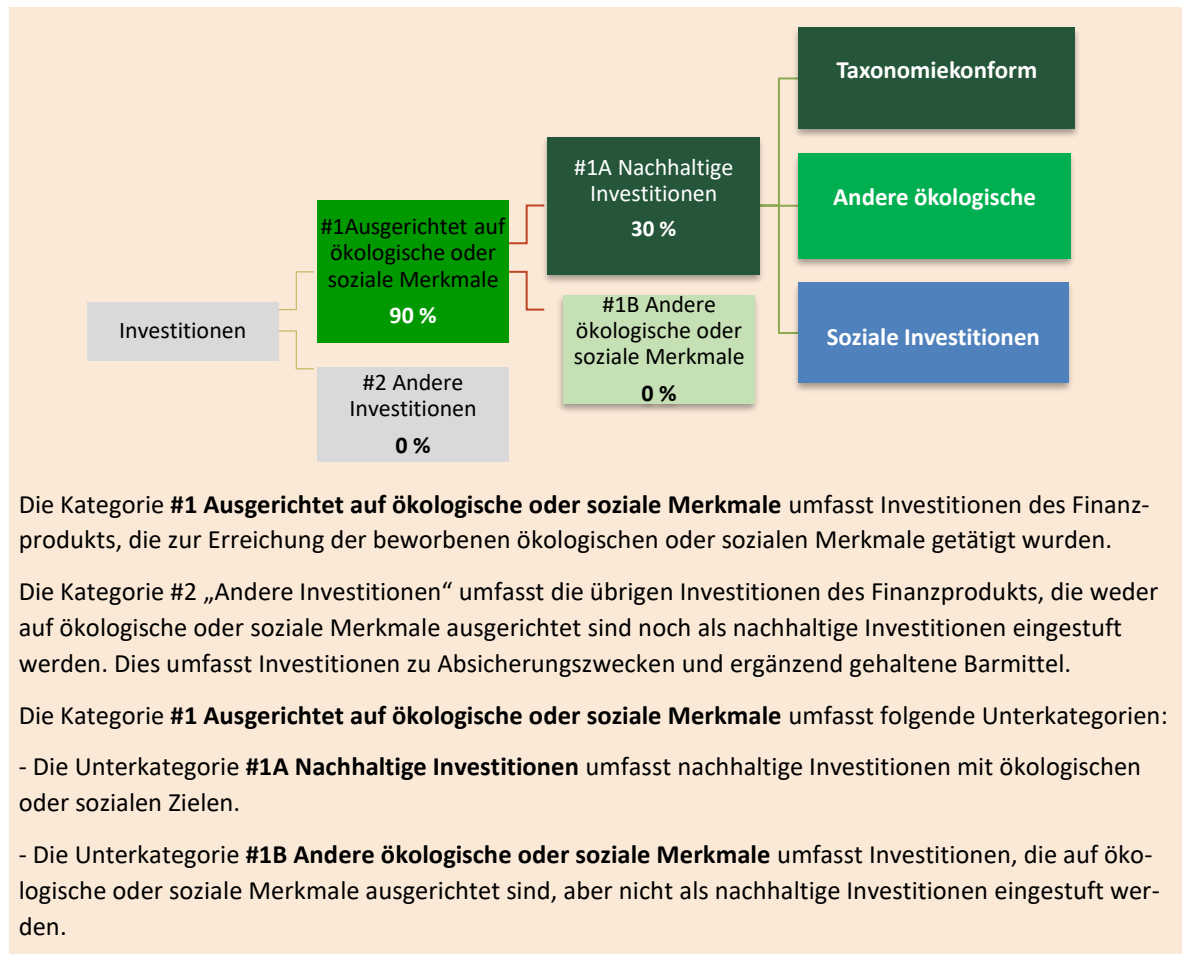 Taxonomiekonform
#1A Nachhaltige
Investitionen
30 %
Andere ökologische
#1Ausgerichtet auf
ökologische oder
soziale Merkmale
90 %
#1B Andere
ökologische oder
soziale Merkmale
0 %
Investitionen
Soziale Investitionen
#2 Andere
Investitionen
0 %
Die Kategorie #1 Ausgerichtet auf ökologische oder soziale Merkmale umfasst Investitionen des Finanz-
produkts, die zur Erreichung der beworbenen ökologischen oder sozialen Merkmale getätigt wurden.
Die Kategorie #2 „Andere Investitionen“ umfasst die übrigen Investitionen des Finanzprodukts, die weder
auf ökologische oder soziale Merkmale ausgerichtet sind noch als nachhaltige Investitionen eingestuft
werden. Dies umfasst Investitionen zu Absicherungszwecken und ergänzend gehaltene Barmittel.
Die Kategorie #1 Ausgerichtet auf ökologische oder soziale Merkmale umfasst folgende Unterkategorien:
- Die Unterkategorie #1A Nachhaltige Investitionen umfasst nachhaltige Investitionen mit ökologischen
oder sozialen Zielen.
- Die Unterkategorie #1B Andere ökologische oder soziale Merkmale umfasst Investitionen, die auf öko-
logische oder soziale Merkmale ausgerichtet sind, aber nicht als nachhaltige Investitionen eingestuft wer-
den.